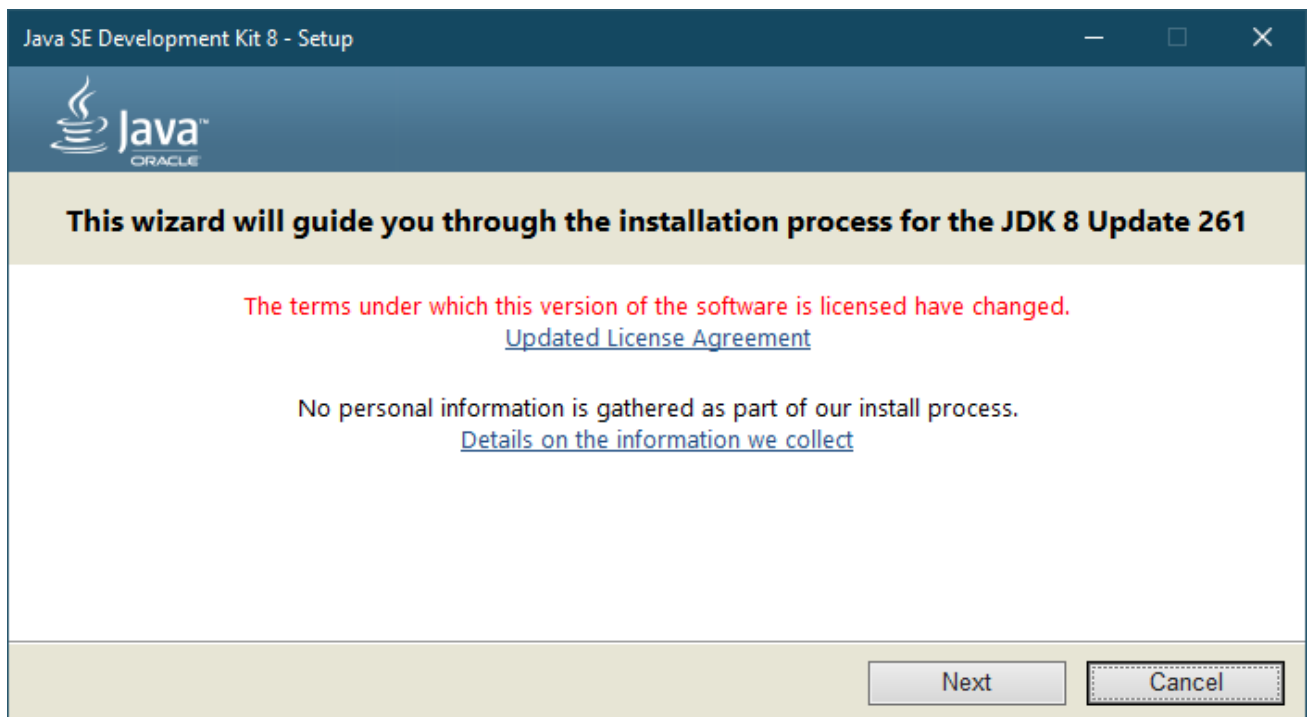 Java SE Development Kit 8 - Setup
Java™
ORACLE
This wizard will guide you through the installation process for the JDK 8 Update 261
The terms under which this version of the software is licensed have changed.
Updated License Agreement
No personal information is gathered as part of our install process.
Details on the information we collect
Next Cancel